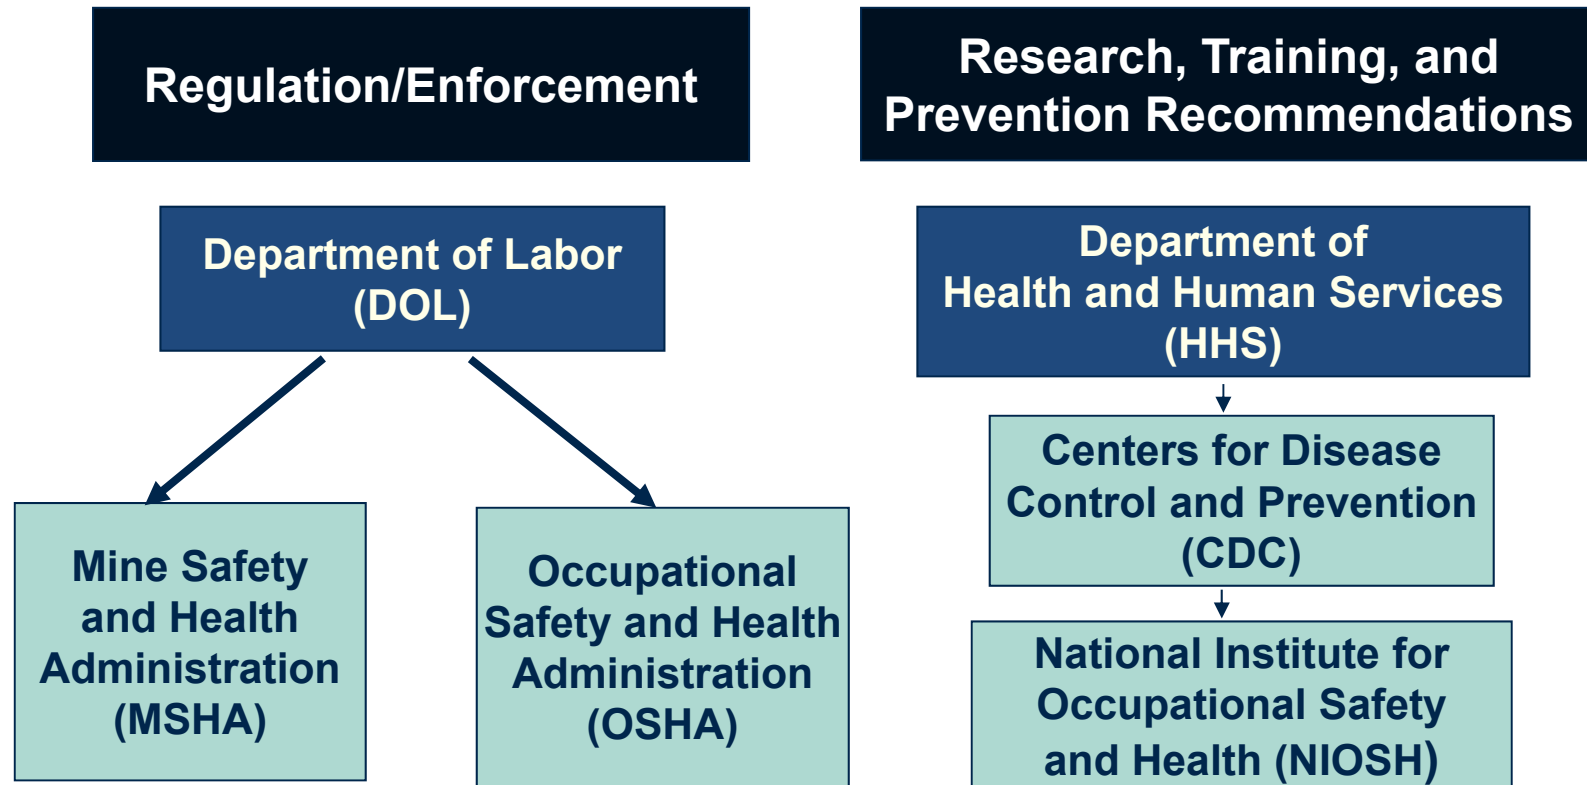 Regulation/Enforcement
Research, Training, and
Prevention Recommendations
Department of Labor
(DOL)
Department of
Health and Human Services
(HHS)
Mine Safety
and Health
Administration
(MSHA)
Occupational
Safety and Health
Administration
(OSHA)
Centers for Disease
Control and Prevention
(CDC)
National Institute for
Occupational Safety
and Health (NIOSH)